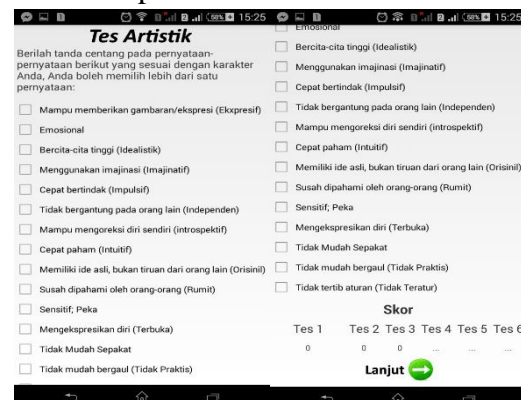 15:25
Tes Artistik
Berilah tanda centang pada pernyataan-
pernyataan berikut yang sesuai dengan karakter
Anda, Anda boleh memilih lebih dari satu
pernyataan:
Mampu memberikan gambaran/ekspresi (Ekxpresif)
Emosional
Bercita-cita tinggi (Idealistik)
Menggunakan imajinasi (Imajinatif)
Cepat bertindak (Impulsif)
Tidak bergantung pada orang lain (Independen)
Mampu mengoreksi diri sendiri (introspektif)
Cepat paham (Intuitif)
Memiliki ide asli, bukan tiruan dari orang lain (Orisinil)
Susah dipahami oleh orang-orang (Rumit)
Sensitif; Peka
Mengekspresikan diri (Terbuka)
Tidak Mudah Sepakat
Tidak mudah bergaul (Tidak Praktis)
58% 15:25
Emosional
Bercita-cita tinggi (Idealistik)
Menggunakan imajinasi (Imajinatif)
Cepat bertindak (Impulsif)
Tidak bergantung pada orang lain (Independen)
Mampu mengoreksi diri sendiri (introspektif)
Cepat paham (Intuitif)
Memiliki ide asli, bukan tiruan dari orang lain (Orisinil)
Susah dipahami oleh orang-orang (Rumit)
Sensitif; Peka
Mengekspresikan diri (Terbuka)
Tidak Mudah Sepakat
Tidak mudah bergaul (Tidak Praktis)
Tidak tertib aturan (Tidak Teratur)
Skor
Tes 1 Tes 2 Tes 3 Tes 4 Tes 5 Tes 6
0 0 0 ... ... ...
Lanjut